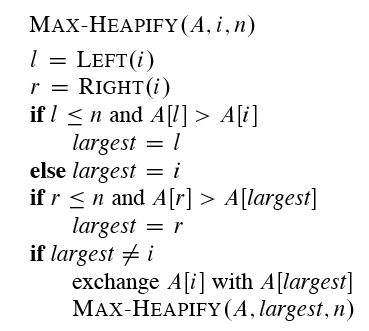 MAX-HEAPIFY(A, i, n)
l = LEFT(i)
r = RIGHT(i)
if l ≤ n and A[l] > A[i]
largest = l
else largest = i
if r ≤ n and A[r] > A[largest]
largest = r
if largest ≠ i
exchange A[i] with A[largest]
MAX-HEAPIFY(A, largest, n)